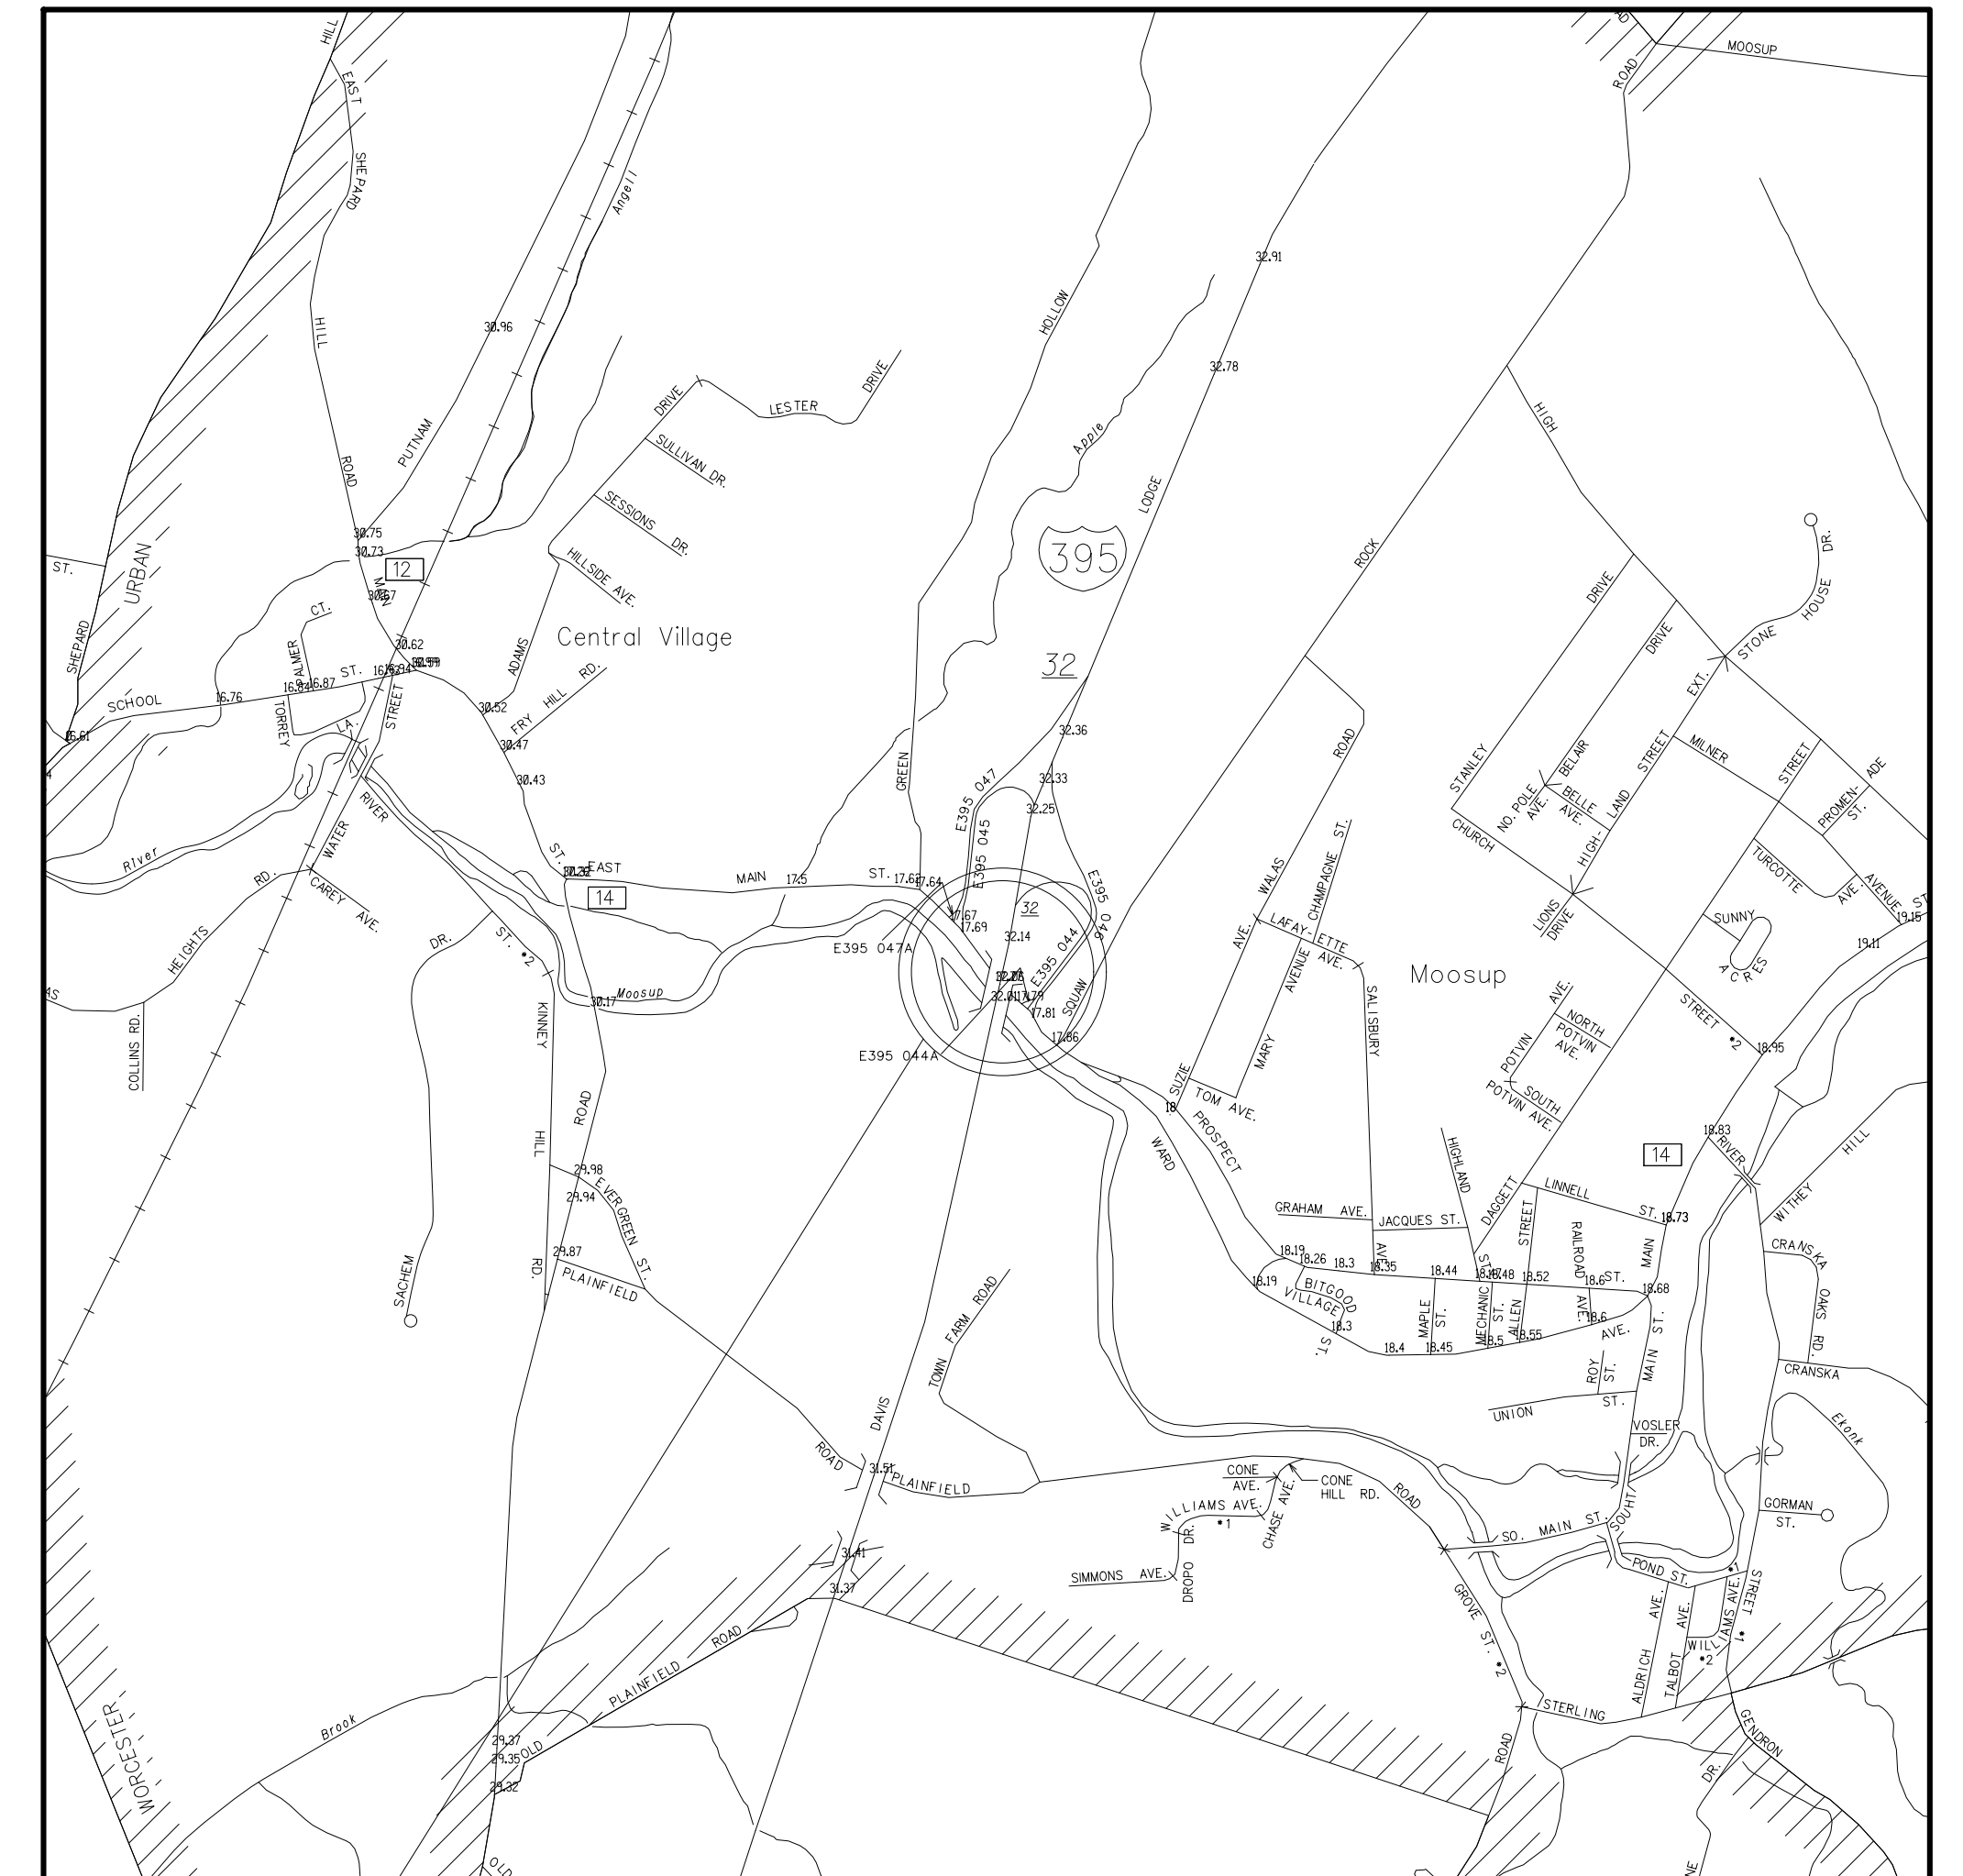 HILL
ROAD
MOOSUP
EAST
SHEPARD
Angell
32.91
30.96
HOLLOW
HILL
32.78
DRIVE
DRIVE
LESTER
HIGH
PUTNAM
Apple
SULLIVAN DR.
ROAD
LODGE
SESSIONS
DR.
395
30.75
30.73
12
ROCK
DR.
ST.
URBAN
HILLSIDE AVE.
DRIVE
HOUSE
CT.
SHEPARD
30.62
Central Village
ADAMS
DRIVE
STONE
PALMER
ST.
32
SCHOOL
16.76
16.84
16.87
FRY HILL RD.
EXT.
TORREY
LA.
STREET
30.52
30.47
32.36
ROAD
STREET
MILNER
STREET
30.43
GREEN
32.33
STANLEY
BELAIR
ADE
PROMEN-
ST.
16.61
RIVER
E395 047
32.25
NO. POLE
AVE.
BELLE
AVE.
LAND
HIGH-
CHURCH
River
WATER
E395 045
CHAMPAGNE ST.
TURCOTTE
AVE.
AVENUE
RD.
CAREY AVE.
ST.
EAST
MAIN
17.5
ST.
17.62
17.64
14
WALAS
E395 046
32
17.67
17.69
LAFAY-ETTE
AVE.
LIONS
DRIVE
SUNNY
ACRES
ST.
19.15
19.11
HEIGHTS
DR.
ST. *2
E395 047A
32.14
AVE.
AVENUE
Moosup
E395 044
Moosup
30.17
KINNEY
COLLINS RD.
17.81
17.86
SQUAW
SALISBURY
AVE.
NORTH
POTVIN
AVE.
POTVIN
STREET
*2
18.95
E395 044A
MARY
SUZIE
TOM AVE.
SOUTH
POTVIN AVE.
ROAD
18
PROSPECT
WARD
HILL
HIGHLAND
14
18.83
RIVER
HILL
29.98
29.94
EVERGREEN ST.
DAGGETT
LINNELL
ST.
18.73
WITHEY
GRAHAM AVE.
JACQUES ST.
STREET
RAILROAD
AVE.
MAIN
CRANSKA
OAKS RD.
29.87
PLAINFIELD
RD.
SACHEM
TOWN FARM ROAD
18.19
18.26
18.3
AVE.
18.35
18.44
ST.
18.48
18.52
18.6
ST.
18.68
18.19
BITGOOD
VILLAGE
18.3
ST.
MAPLE
ST.
MECHANIC
ST.
ALLEN
18.6
AVE.
18.4
18.45
18.5
18.55
ROY
ST.
MAIN ST.
CRANSKA
DAVIS
UNION
ST.
VOSLER
DR.
Ekonk
ROAD
31.51
PLAINFIELD
CONE
AVE.
CONE
HILL RD.
ROAD
WILLIAMS AVE.
*1
CHASE AVE.
DROPO DR.
SO. MAIN ST.
SOUHT
GORMAN
ST.
31.41
31.37
SIMMONS AVE.
POND ST.
*1
STREET
*1
GROVE ST. *2
ALDRICH AVE.
TALBOT AVE.
WILLIAMS AVE.
*2
PLAINFIELD ROAD
STERLING
WORCESTER
Brook
29.37
29.35
OLD
29.32
ROAD
GENDRON
DR.
OLD
NE